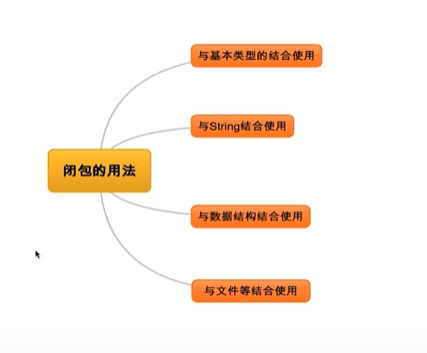 与基本类型的结合使用
与String结合使用
闭包的用法
与数据结构结合使用
与文件等结合使用